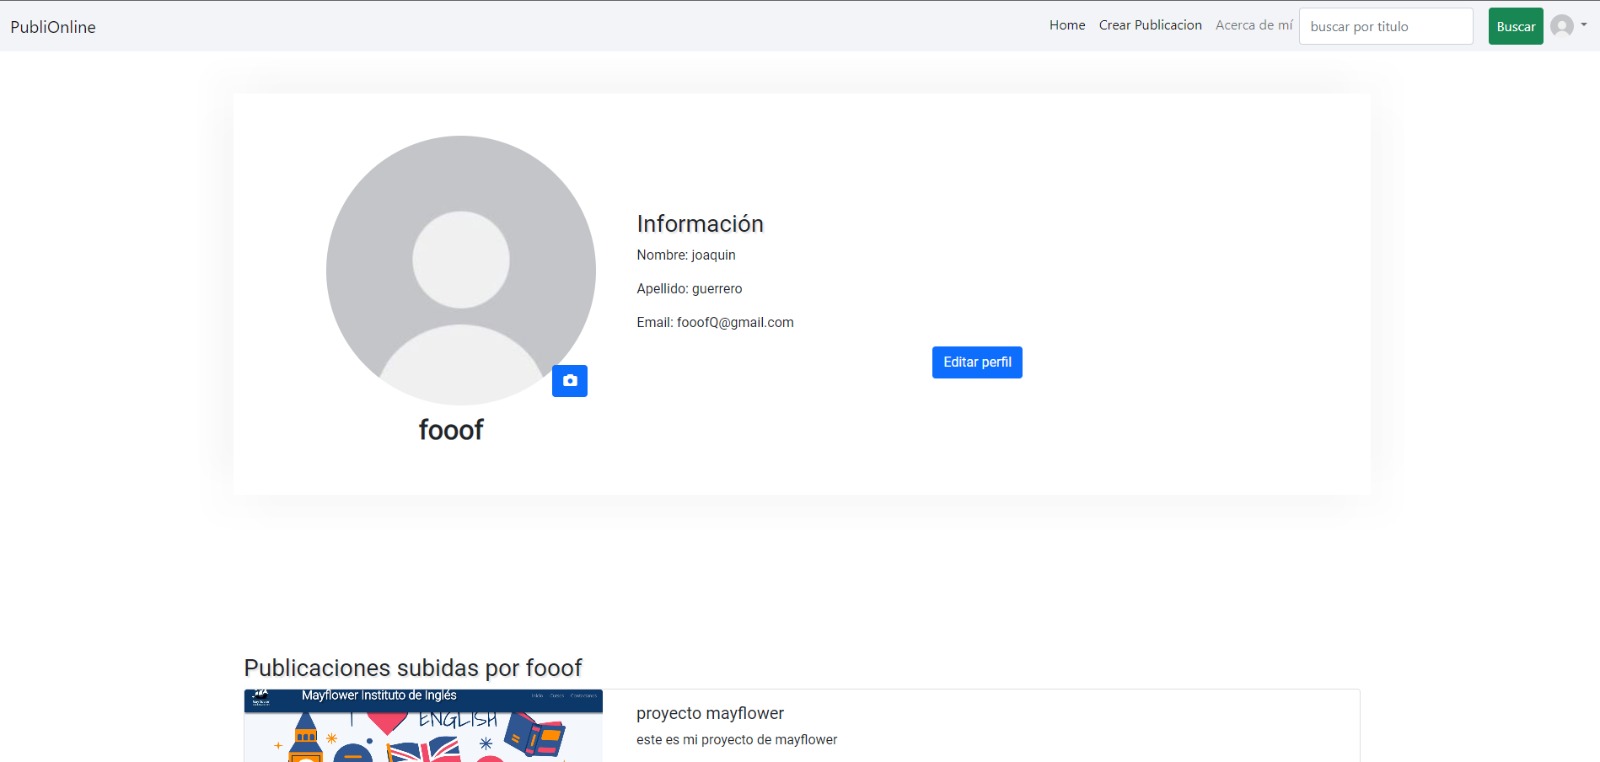 PubliOnline
Home Crear Publicacion Acerca de mí buscar por titulo Buscar
Información
Nombre: joaquin
Apellido: guerrero
Email: fooofQ@gmail.com
Editar perfil
fooof
Publicaciones subidas por fooof
Mayflower Instituto de Inglés
I ENGLISH
proyecto mayflower
este es mi proyecto de mayflower